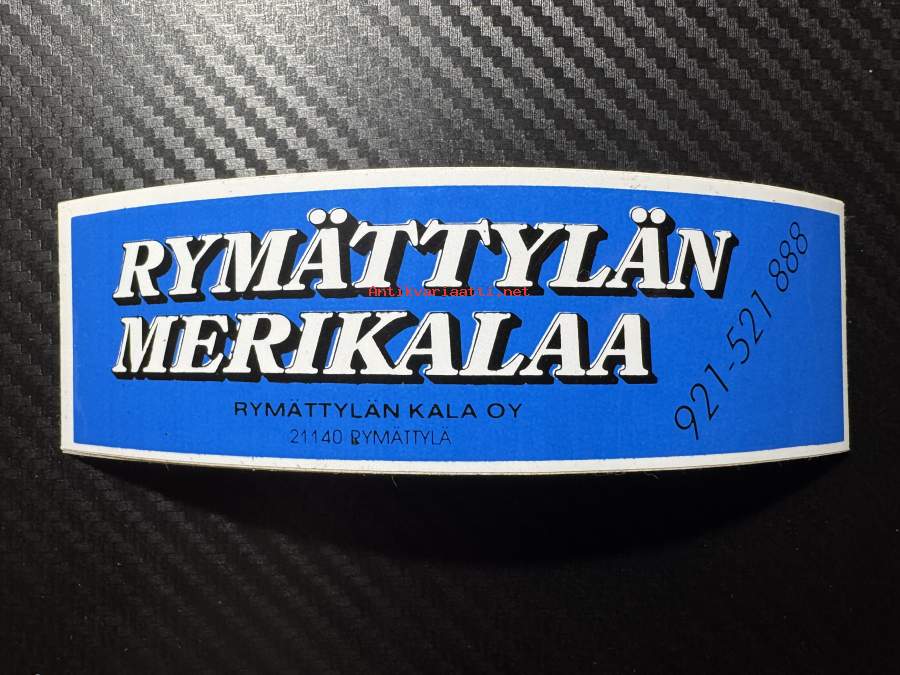 RYMÄTTYLÄN
MERIKALAA
RYMÄTTYLÄN KALA OY
21140 RYMÄTTYLÄ
921-521 888
Antikvariaatti.net